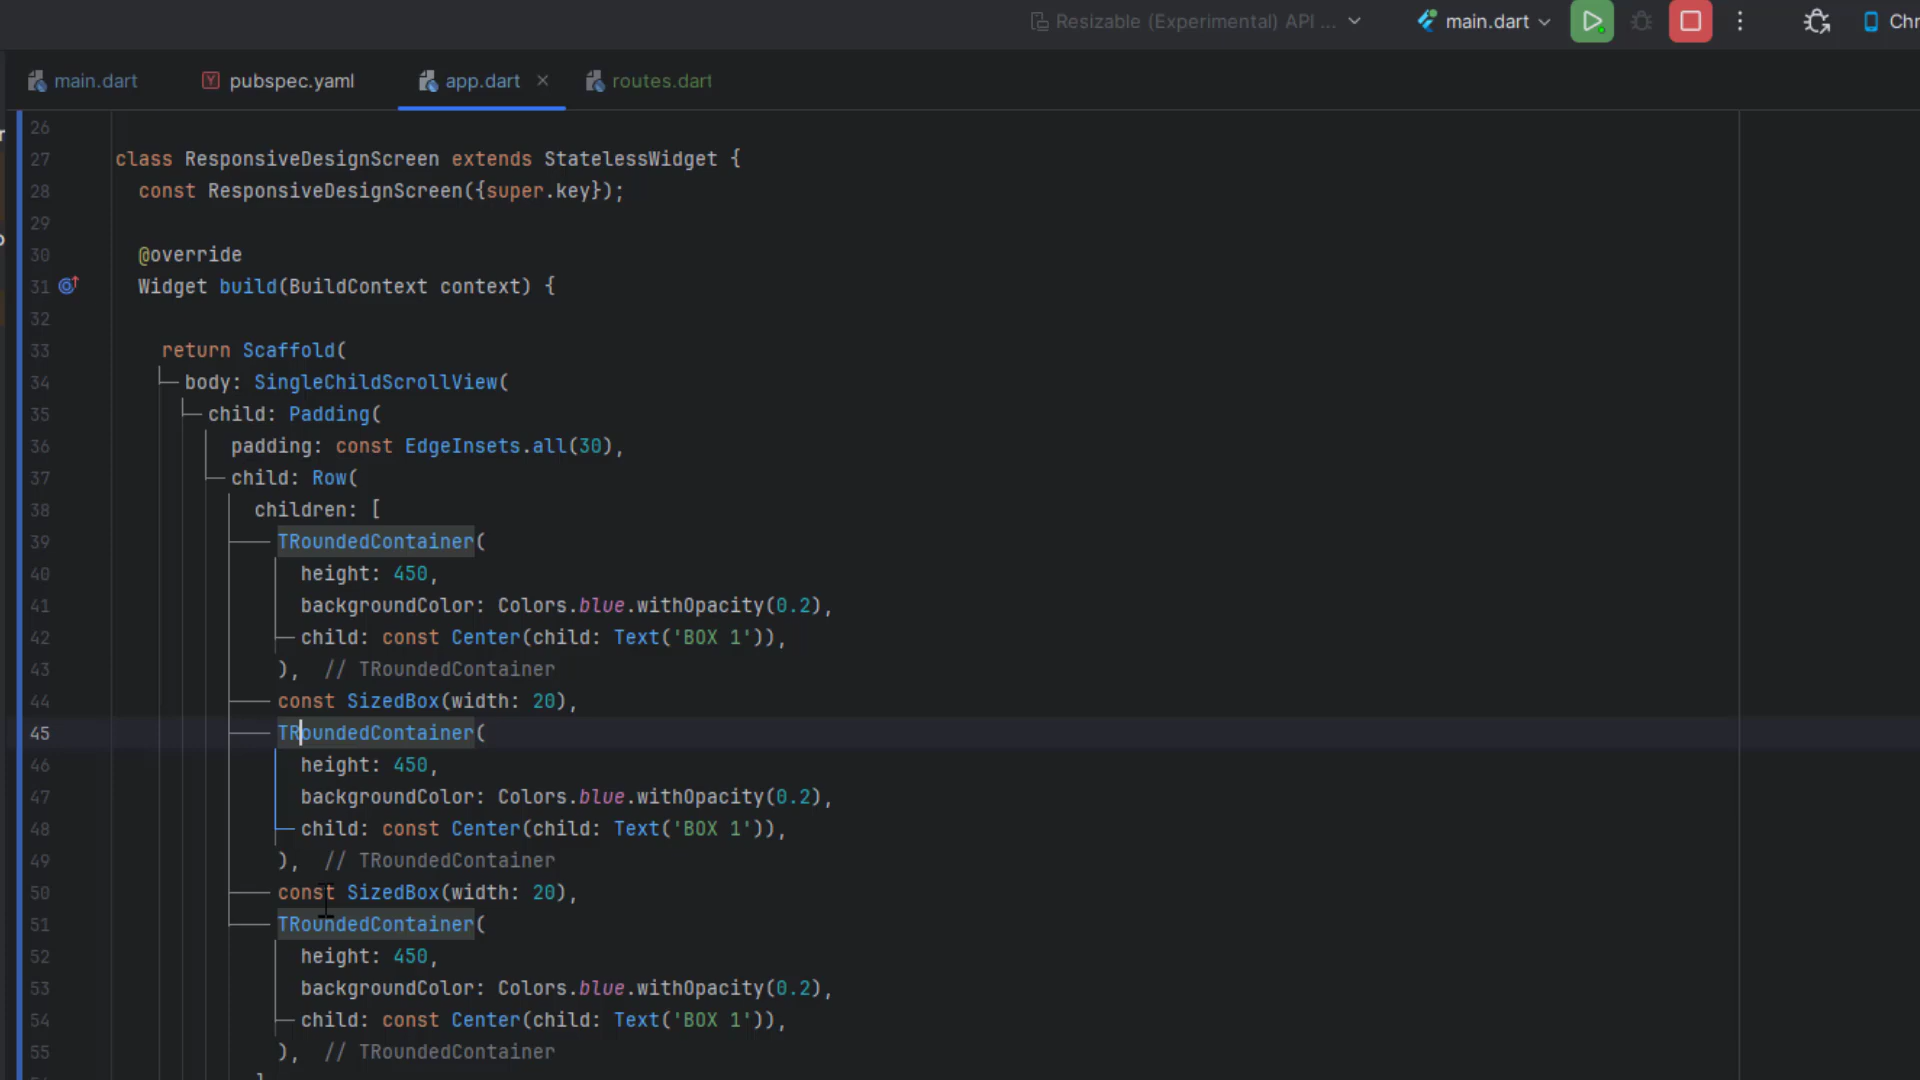 Resizable (Experimental) API ...
main.dart
main.dart
pubspec.yaml
app.dart
routes.dart
26
27 class ResponsiveDesignScreen extends StatelessWidget {
28 const ResponsiveDesignScreen({super.key});
29
30 @override
31 Widget build(BuildContext context) {
32
33 return Scaffold(
34 body: SingleChildScrollView(
35 child: Padding(
36 padding: const EdgeInsets.all(30),
37 child: Row(
38 children: [
39 TRoundedContainer(
40 height: 450,
41 backgroundColor: Colors.blue.withOpacity(0.2),
42 child: const Center(child: Text('BOX 1')),
43 ), // TRoundedContainer
44 const SizedBox(width: 20),
45 TRoundedContainer(
46 height: 450,
47 backgroundColor: Colors.blue.withOpacity(0.2),
48 child: const Center(child: Text('BOX 1')),
49 ), // TRoundedContainer
50 const SizedBox(width: 20),
51 TRoundedContainer(
52 height: 450,
53 backgroundColor: Colors.blue.withOpacity(0.2),
54 child: const Center(child: Text('BOX 1')),
55 ), // TRoundedContainer